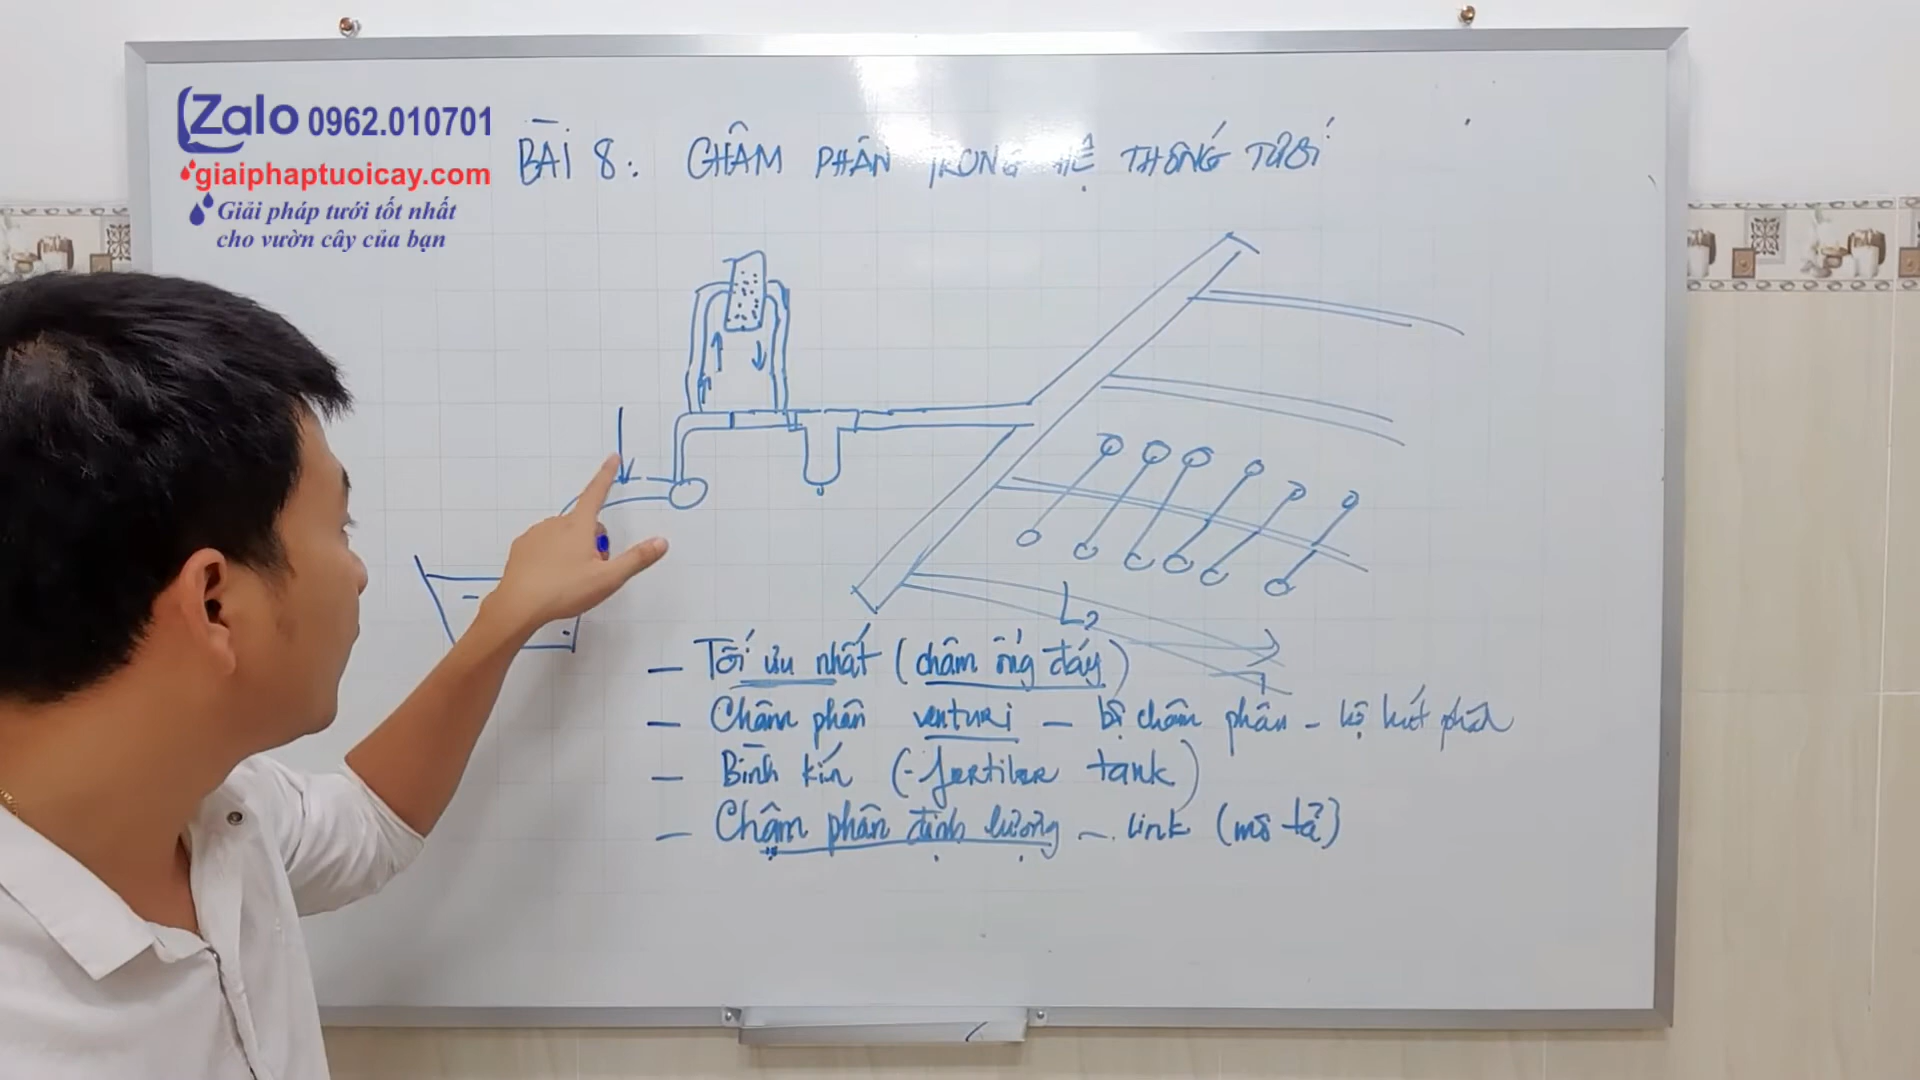 Zalo 0962.010701
giaiphaptuoicay.com
Giải pháp tưới tốt nhất
cho vườn cây của bạn
BÀI 8: CHÂM PHÂN TRONG HỆ THỐNG TƯỚI
L2
- Tối ưu nhất (châm ống đáy)
- Châm phân venturi - bộ châm phân - bộ hút phân
- Bình kín (-fertiler tank)
- Châm phân định lượng - link (mô tả)